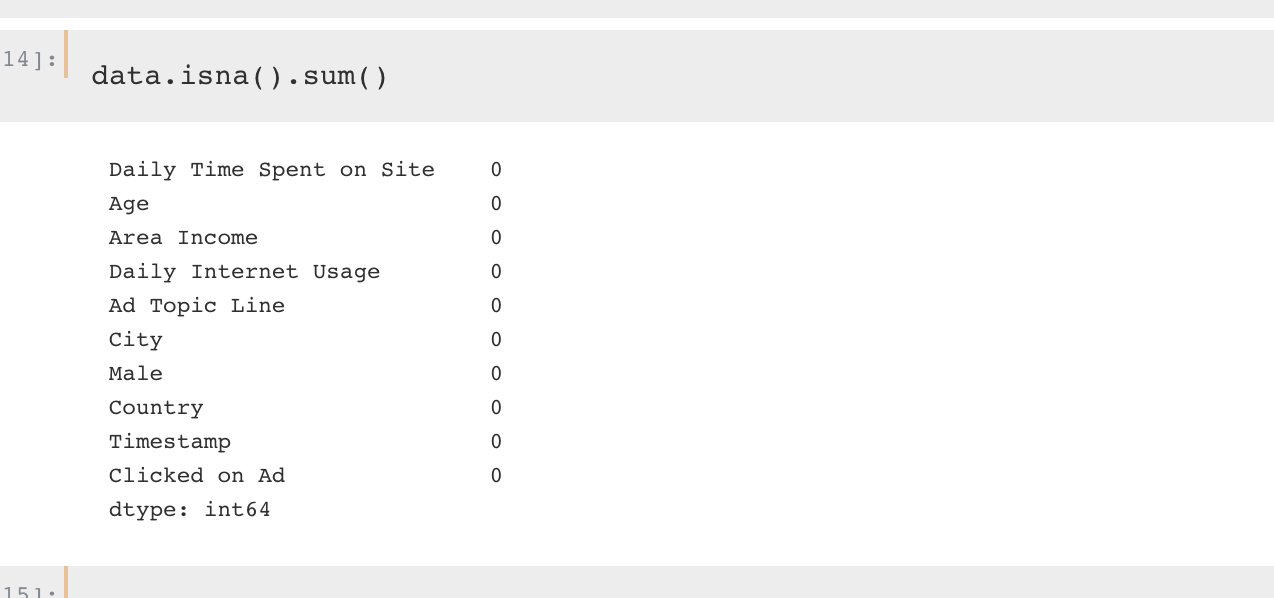 14]:
data.isna().sum()
Daily Time Spent on Site 0
Age 0
Area Income 0
Daily Internet Usage 0
Ad Topic Line 0
City 0
Male 0
Country 0
Timestamp 0
Clicked on Ad 0
dtype: int64
15]: